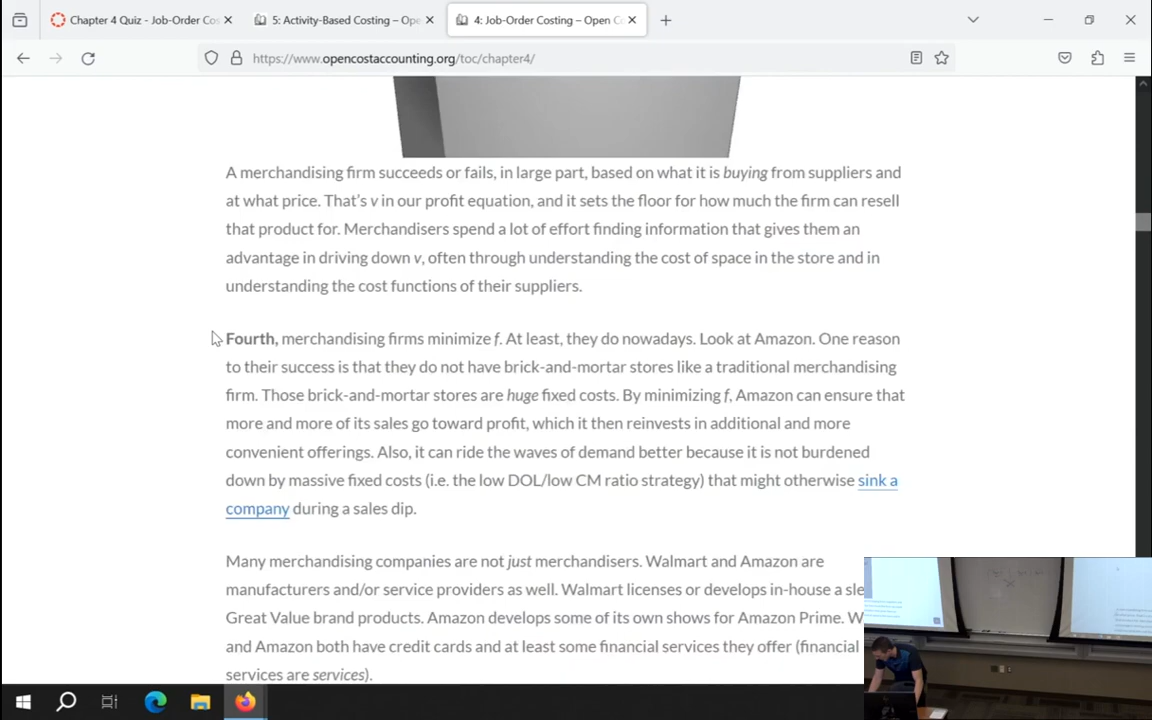 Chapter 4 Quiz - Job-Order Cos
5: Activity-Based Costing – Ope
4: Job-Order Costing – Open Co
https://www.opencostaccounting.org/toc/chapter4/
A merchandising firm succeeds or fails, in large part, based on what it is buying from suppliers and
at what price. That's v in our profit equation, and it sets the floor for how much the firm can resell
that product for. Merchandisers spend a lot of effort finding information that gives them an
advantage in driving down v, often through understanding the cost of space in the store and in
understanding the cost functions of their suppliers.
Fourth, merchandising firms minimize f. At least, they do nowadays. Look at Amazon. One reason
to their success is that they do not have brick-and-mortar stores like a traditional merchandising
firm. Those brick-and-mortar stores are huge fixed costs. By minimizing f, Amazon can ensure that
more and more of its sales go toward profit, which it then reinvests in additional and more
convenient offerings. Also, it can ride the waves of demand better because it is not burdened
down by massive fixed costs (i.e. the low DOL/low CM ratio strategy) that might otherwise sink a
company during a sales dip.
Many merchandising companies are not just merchandisers. Walmart and Amazon are
manufacturers and/or service providers as well. Walmart licenses or develops in-house a sle
Great Value brand products. Amazon develops some of its own shows for Amazon Prime. W
and Amazon both have credit cards and at least some financial services they offer (financial
services are services).